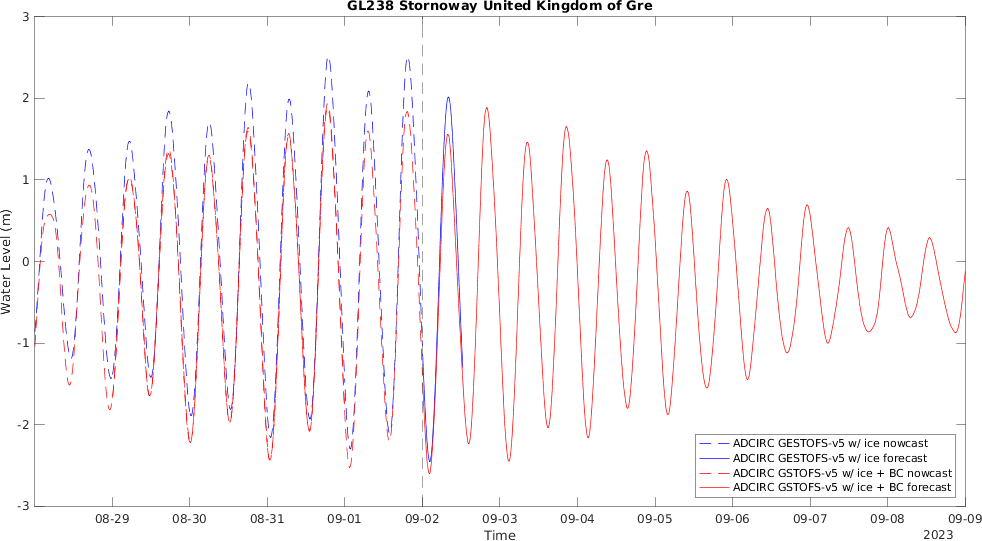 GL238 Stornoway United Kingdom of Gre
Water Level (m)
3
2
1
0
-1
-2
-3
08-29
08-30
08-31
09-01
09-02
09-03
09-04
09-05
09-06
09-07
09-08
09-09
Time
2023
ADCIRC GESTOFS-v5 w/ ice nowcast
ADCIRC GESTOFS-v5 w/ ice forecast
ADCIRC GSTOFS-v5 w/ ice + BC nowcast
ADCIRC GSTOFS-v5 w/ ice + BC forecast